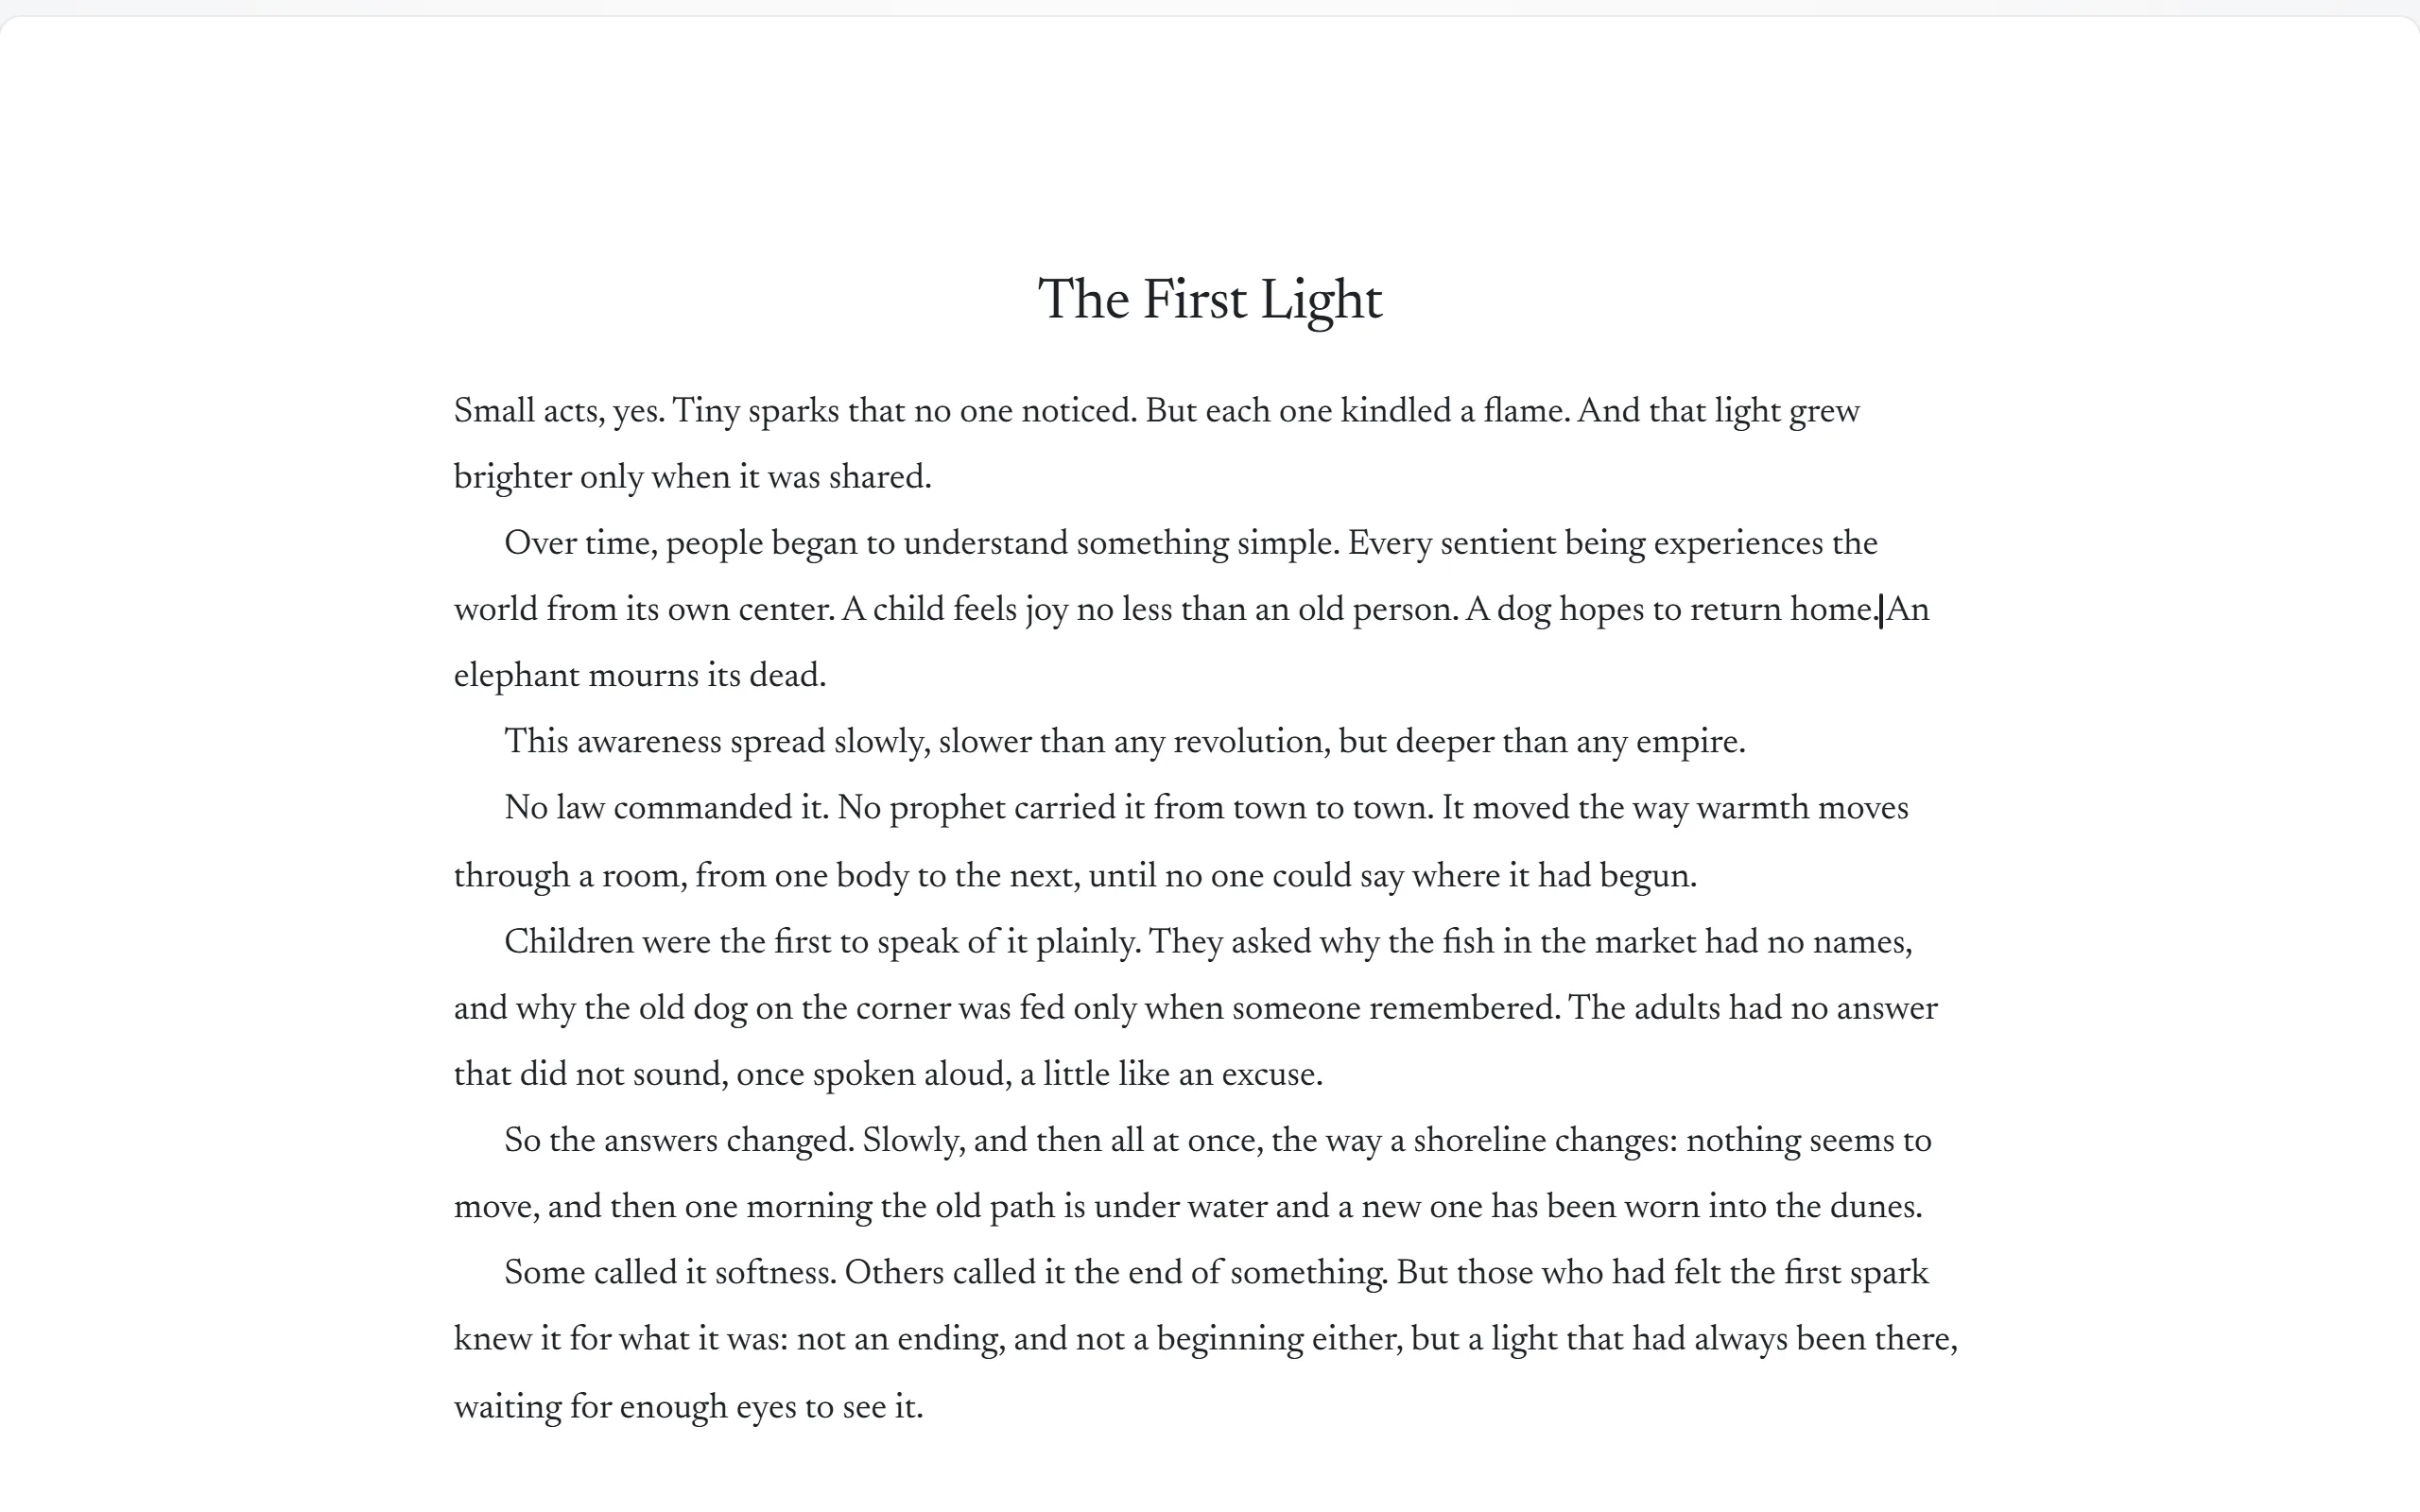 The First Light
Small acts, yes. Tiny sparks that no one noticed. But each one kindled a flame. And that light grew
brighter only when it was shared.
Over time, people began to understand something simple. Every sentient being experiences the
world from its own center. A child feels joy no less than an old person. A dog hopes to return home. An
elephant mourns its dead.
This awareness spread slowly, slower than any revolution, but deeper than any empire.
No law commanded it. No prophet carried it from town to town. It moved the way warmth moves
through a room, from one body to the next, until no one could say where it had begun.
Children were the first to speak of it plainly. They asked why the fish in the market had no names,
and why the old dog on the corner was fed only when someone remembered. The adults had no answer
that did not sound, once spoken aloud, a little like an excuse.
So the answers changed. Slowly, and then all at once, the way a shoreline changes: nothing seems to
move, and then one morning the old path is under water and a new one has been worn into the dunes.
Some called it softness. Others called it the end of something. But those who had felt the first spark
knew it for what it was: not an ending, and not a beginning either, but a light that had always been there,
waiting for enough eyes to see it.